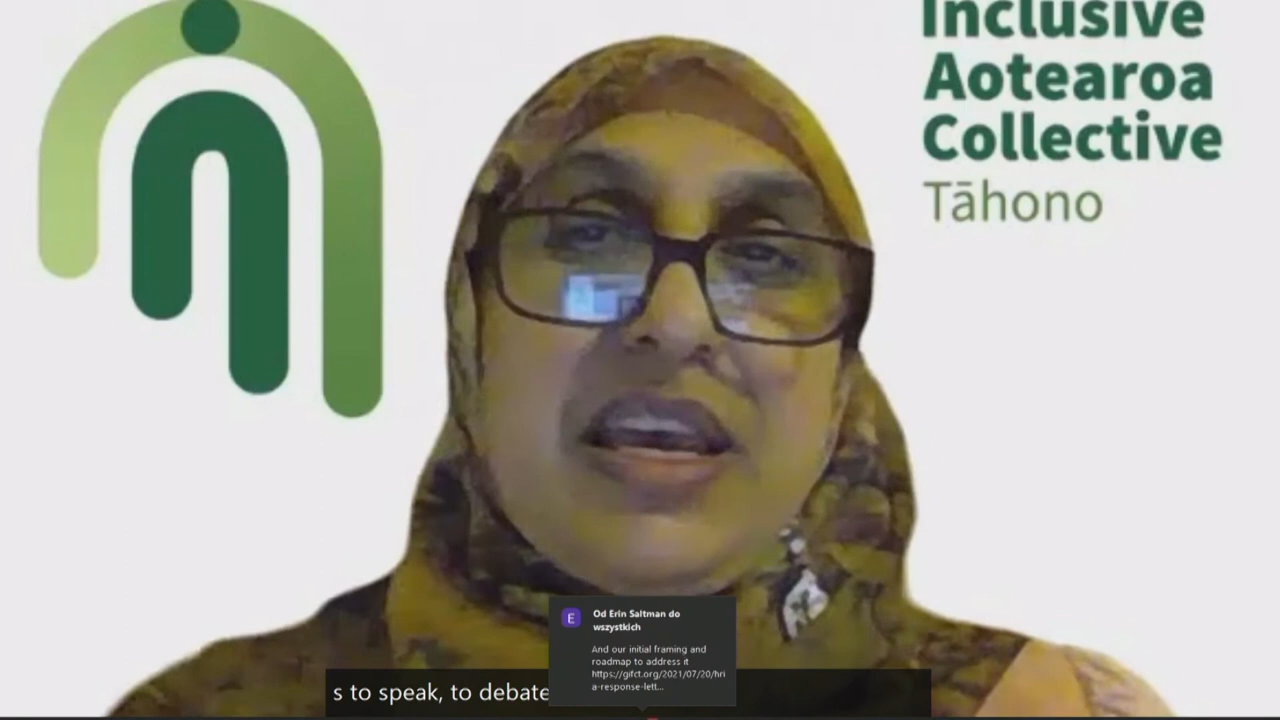 Inclusive
Aotearoa
Collective
Tāhono
E
Od Erin Saltman do
wszystkich
And our initial framing and
roadmap to address it
https://gifct.org/2021/07/20/hri
a-response-lett...
s to speak, to debate